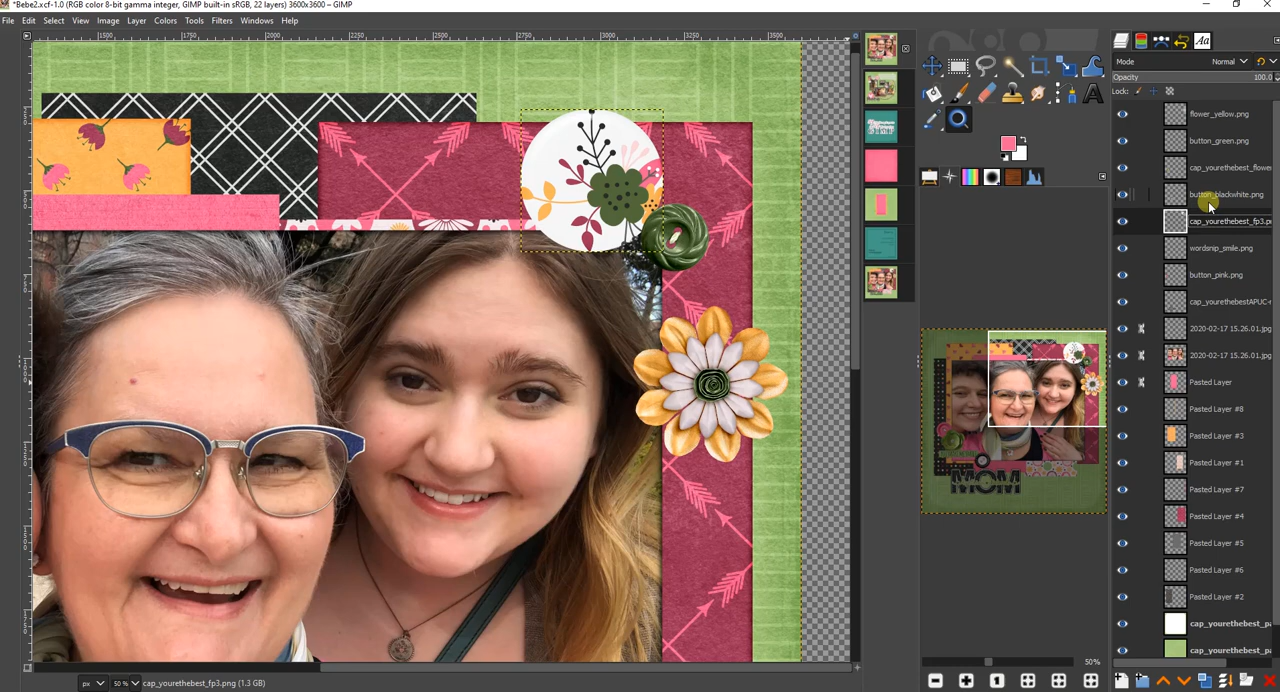 *Bebe2.xcf-1.0 (RGB color 8-bit gamma integer, GIMP built-in sRGB, 22 layers) 3600x3600 – GIMP
File Edit Select View Image Layer Colors Tools Filters Windows Help
1500 1750 2000 2250 2500 2750 3000 3250 3500
Aa
Mode Normal
Opacity 100.0
Lock:
flower_yellow.png
button_green.png
cap_yourethebest_flowe
button_blackwhite.png
cap_yourethebest_fp3.p
wordsnip_smile.png
button_pink.png
cap_yourethebestAPUC-
2020-02-17 15.26.01.jpg
2020-02-17 15.26.01.jpg
Pasted Layer
Pasted Layer #8
Pasted Layer #3
Pasted Layer #1
Pasted Layer #7
Pasted Layer #4
Pasted Layer #5
Pasted Layer #6
Pasted Layer #2
cap_yourethebest_pa
cap_yourethebest_pa
MOM
50%
px 50 % cap_yourethebest_fp3.png (1.3 GB)